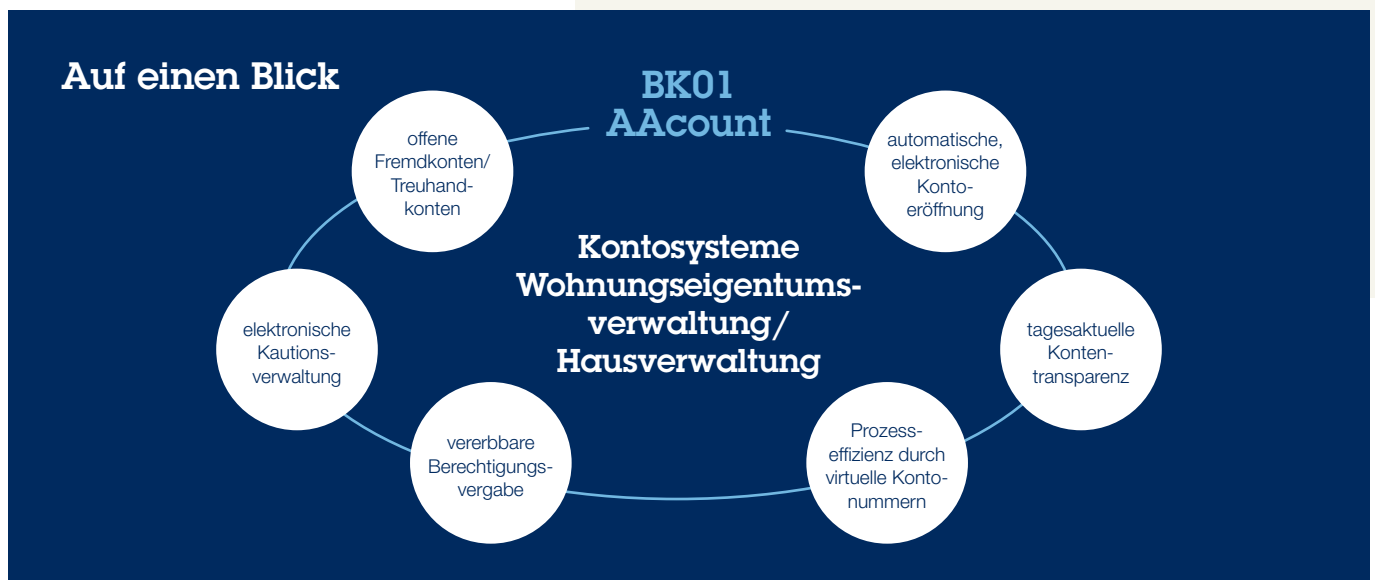 Auf einen Blick
BK01
AAcount
offene
Fremdkonten/
Treuhand-
konten
automatische,
elektronische
Konto-
eröffnung
Kontosysteme
Wohnungseigentums-
verwaltung/
Hausverwaltung
elektronische
Kautions-
verwaltung
tagesaktuelle
Konten-
transparenz
vererbbare
Berechtigungs-
vergabe
Prozess-
effizienz durch
virtuelle Konto-
nummern